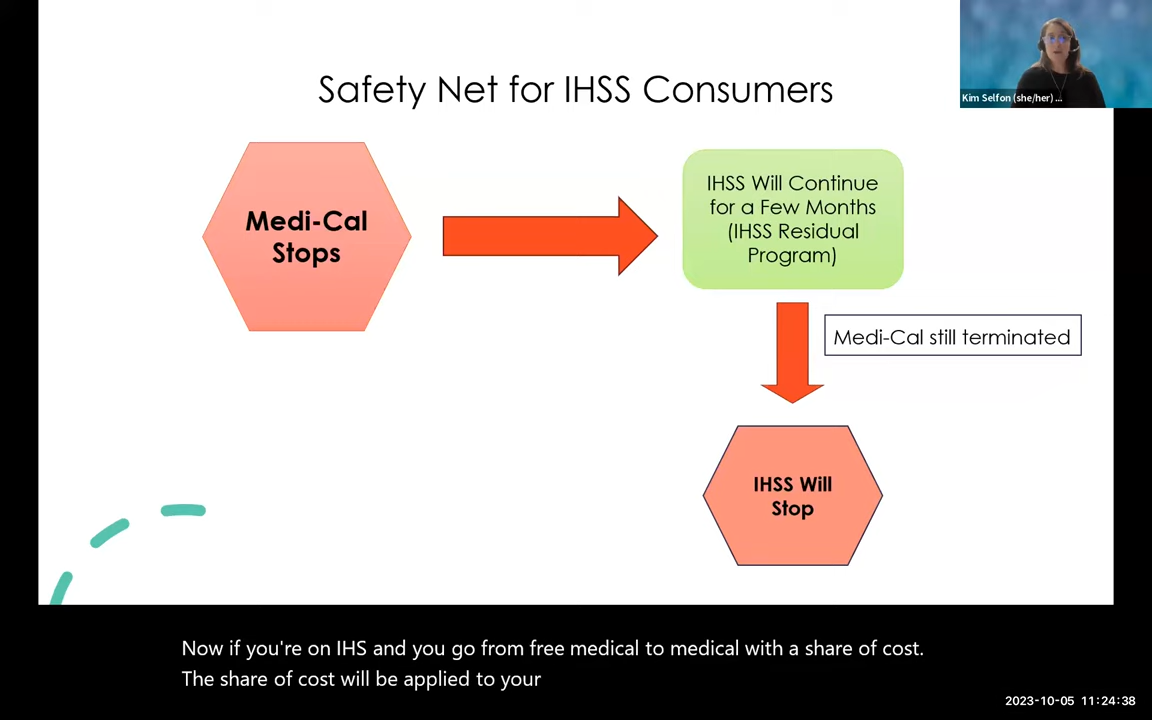 Safety Net for IHSS Consumers
Kim Selfon (she/her) ...
Medi-Cal
Stops
IHSS Will Continue
for a Few Months
(IHSS Residual
Program)
Medi-Cal still terminated
IHSS Will
Stop
Now if you're on IHS and you go from free medical to medical with a share of cost.
The share of cost will be applied to your
2023-10-05 11:24:38